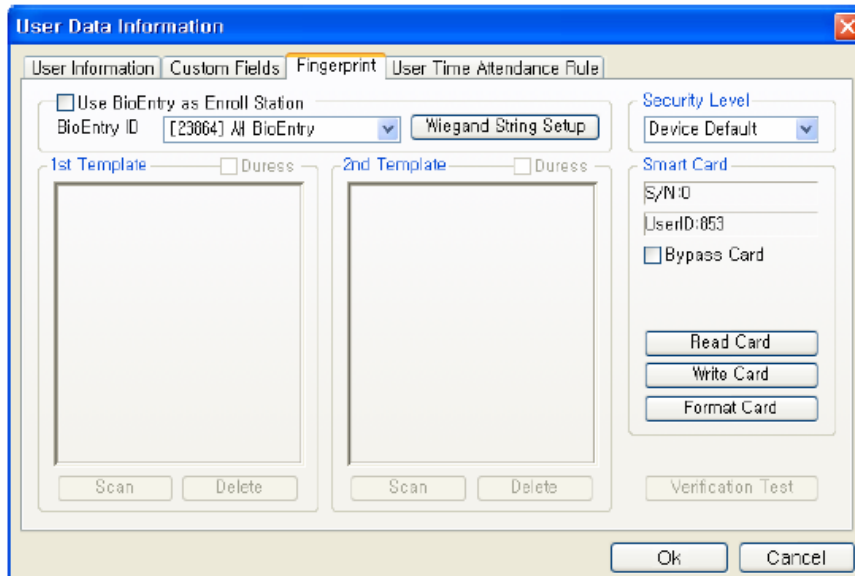 User Data Information
User Information Custom Fields Fingerprint User Time Attendance Rule
Use BioEntry as Enroll Station
BioEntry ID [23864] 새 BioEntry Wiegand String Setup
Security Level
Device Default
1st Template Duress
2nd Template Duress
Smart Card
S/N:0
UserID:853
Bypass Card
Read Card
Write Card
Format Card
Scan Delete
Scan Delete
Verification Test
Ok Cancel